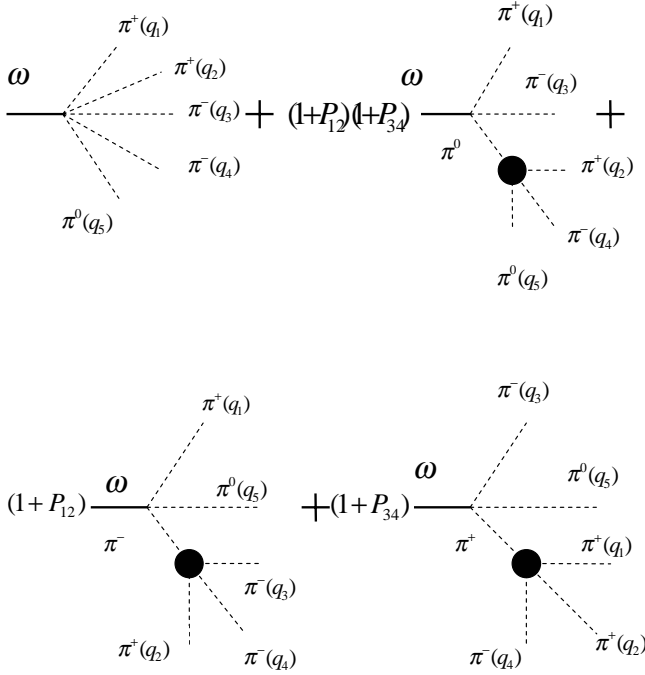 π⁺(q₁)
ω
π⁺(q₂)
π⁻(q₃)
π⁻(q₄)
π⁰(q₅)
+ (1+P₁₂)(1+P₃₄)
π⁺(q₁)
ω
π⁻(q₃)
+
π⁰
π⁺(q₂)
π⁻(q₄)
π⁰(q₅)
π⁺(q₁)
(1 + P₁₂)
ω
π⁰(q₅)
π⁻
π⁻(q₃)
π⁺(q₂)
π⁻(q₄)
+ (1 + P₃₄)
π⁻(q₃)
ω
π⁰(q₅)
π⁺
π⁺(q₁)
π⁺(q₂)
π⁻(q₄)